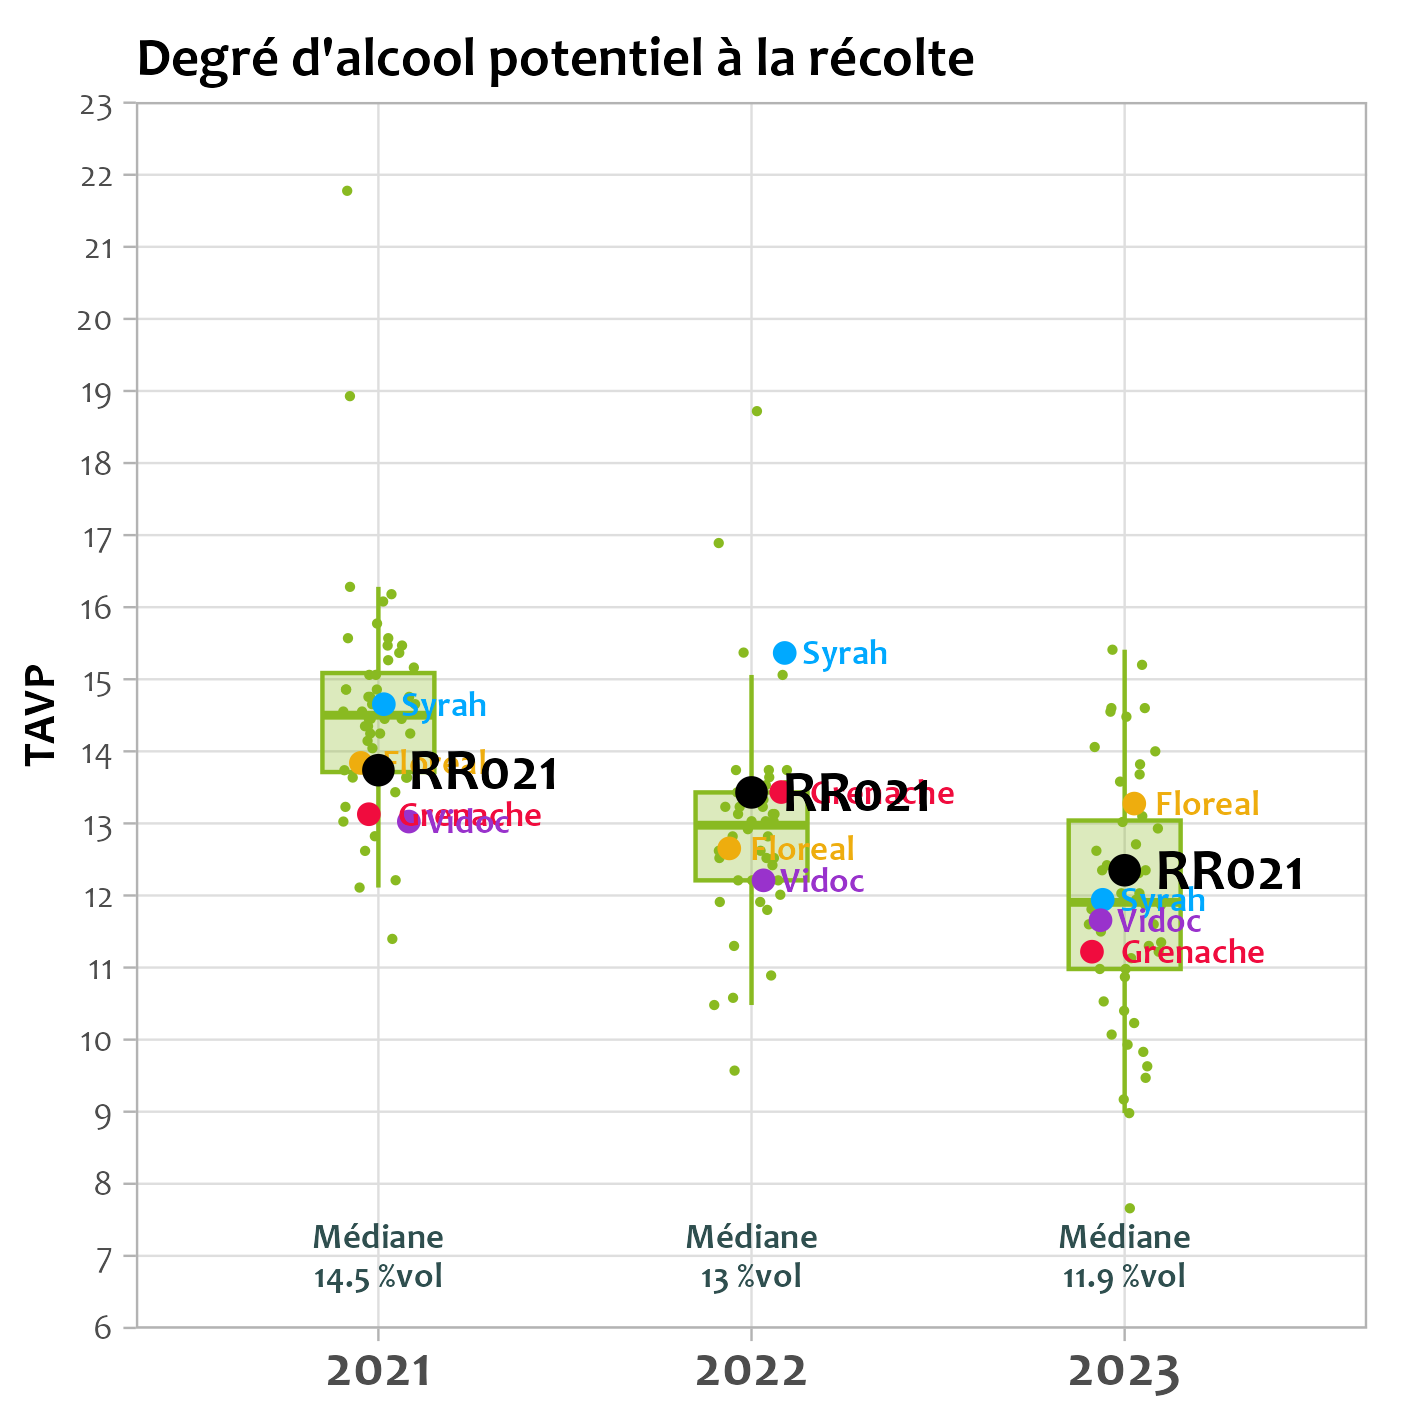 Degré d'alcool potentiel à la récolte
TAVP
23
22
21
20
19
18
17
16
15
14
13
12
11
10
9
8
7
6
Syrah
Floreal
RR021
Grenache
Vidoc
Syrah
RR021
Grenache
Floreal
Vidoc
Floreal
RR021
Syrah
Vidoc
Grenache
Médiane
14.5 %vol
Médiane
13 %vol
Médiane
11.9 %vol
2021
2022
2023